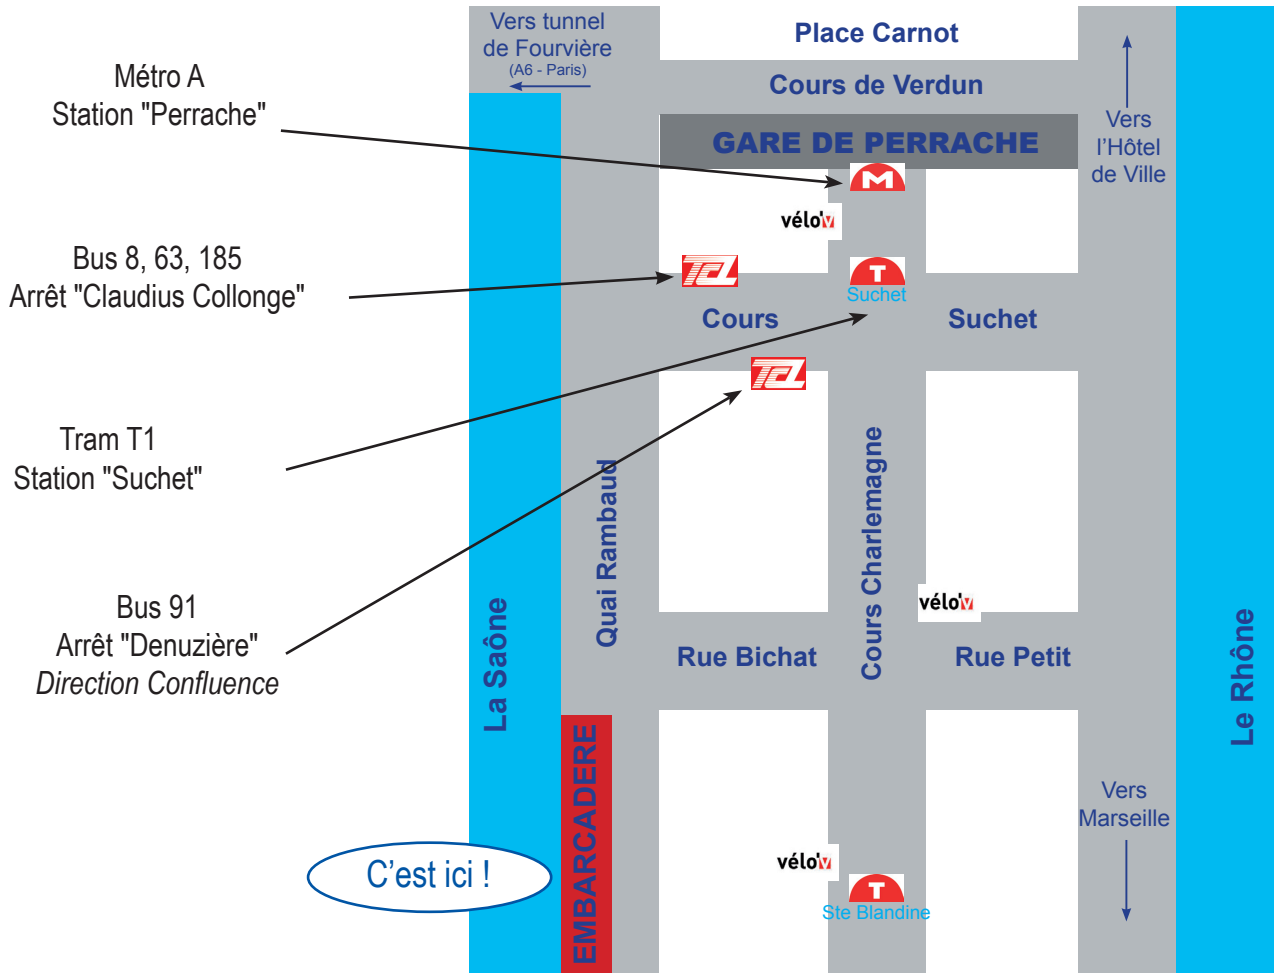 Vers tunnel
de Fourvière
(A6 - Paris)
Place Carnot
Cours de Verdun
GARE DE PERRACHE
Vers
l'Hôtel
de Ville
Métro A
Station "Perrache"
M
vélo'v
Bus 8, 63, 185
Arrêt "Claudius Collonge"
TCL
T
Suchet
Cours
Suchet
TCL
Tram T1
Station "Suchet"
Quai Rambaud
Cours Charlemagne
vélo'v
Bus 91
Arrêt "Denuzière"
Direction Confluence
Rue Bichat
Rue Petit
La Saône
Le Rhône
EMBARCADERE
Vers
Marseille
C'est ici !
vélo'v
T
Ste Blandine